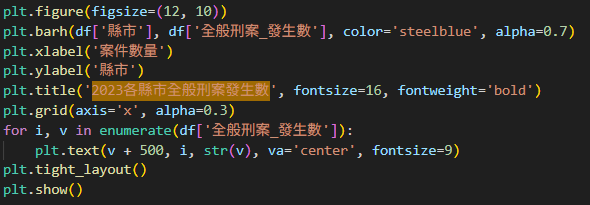 plt.figure(figsize=(12, 10))
plt.barh(df['縣市'], df['全般刑案_發生數'], color='steelblue', alpha=0.7)
plt.xlabel('案件數量')
plt.ylabel('縣市')
plt.title('2023各縣市全般刑案發生數', fontsize=16, fontweight='bold')
plt.grid(axis='x', alpha=0.3)
for i, v in enumerate(df['全般刑案_發生數']):
    plt.text(v + 500, i, str(v), va='center', fontsize=9)
plt.tight_layout()
plt.show()